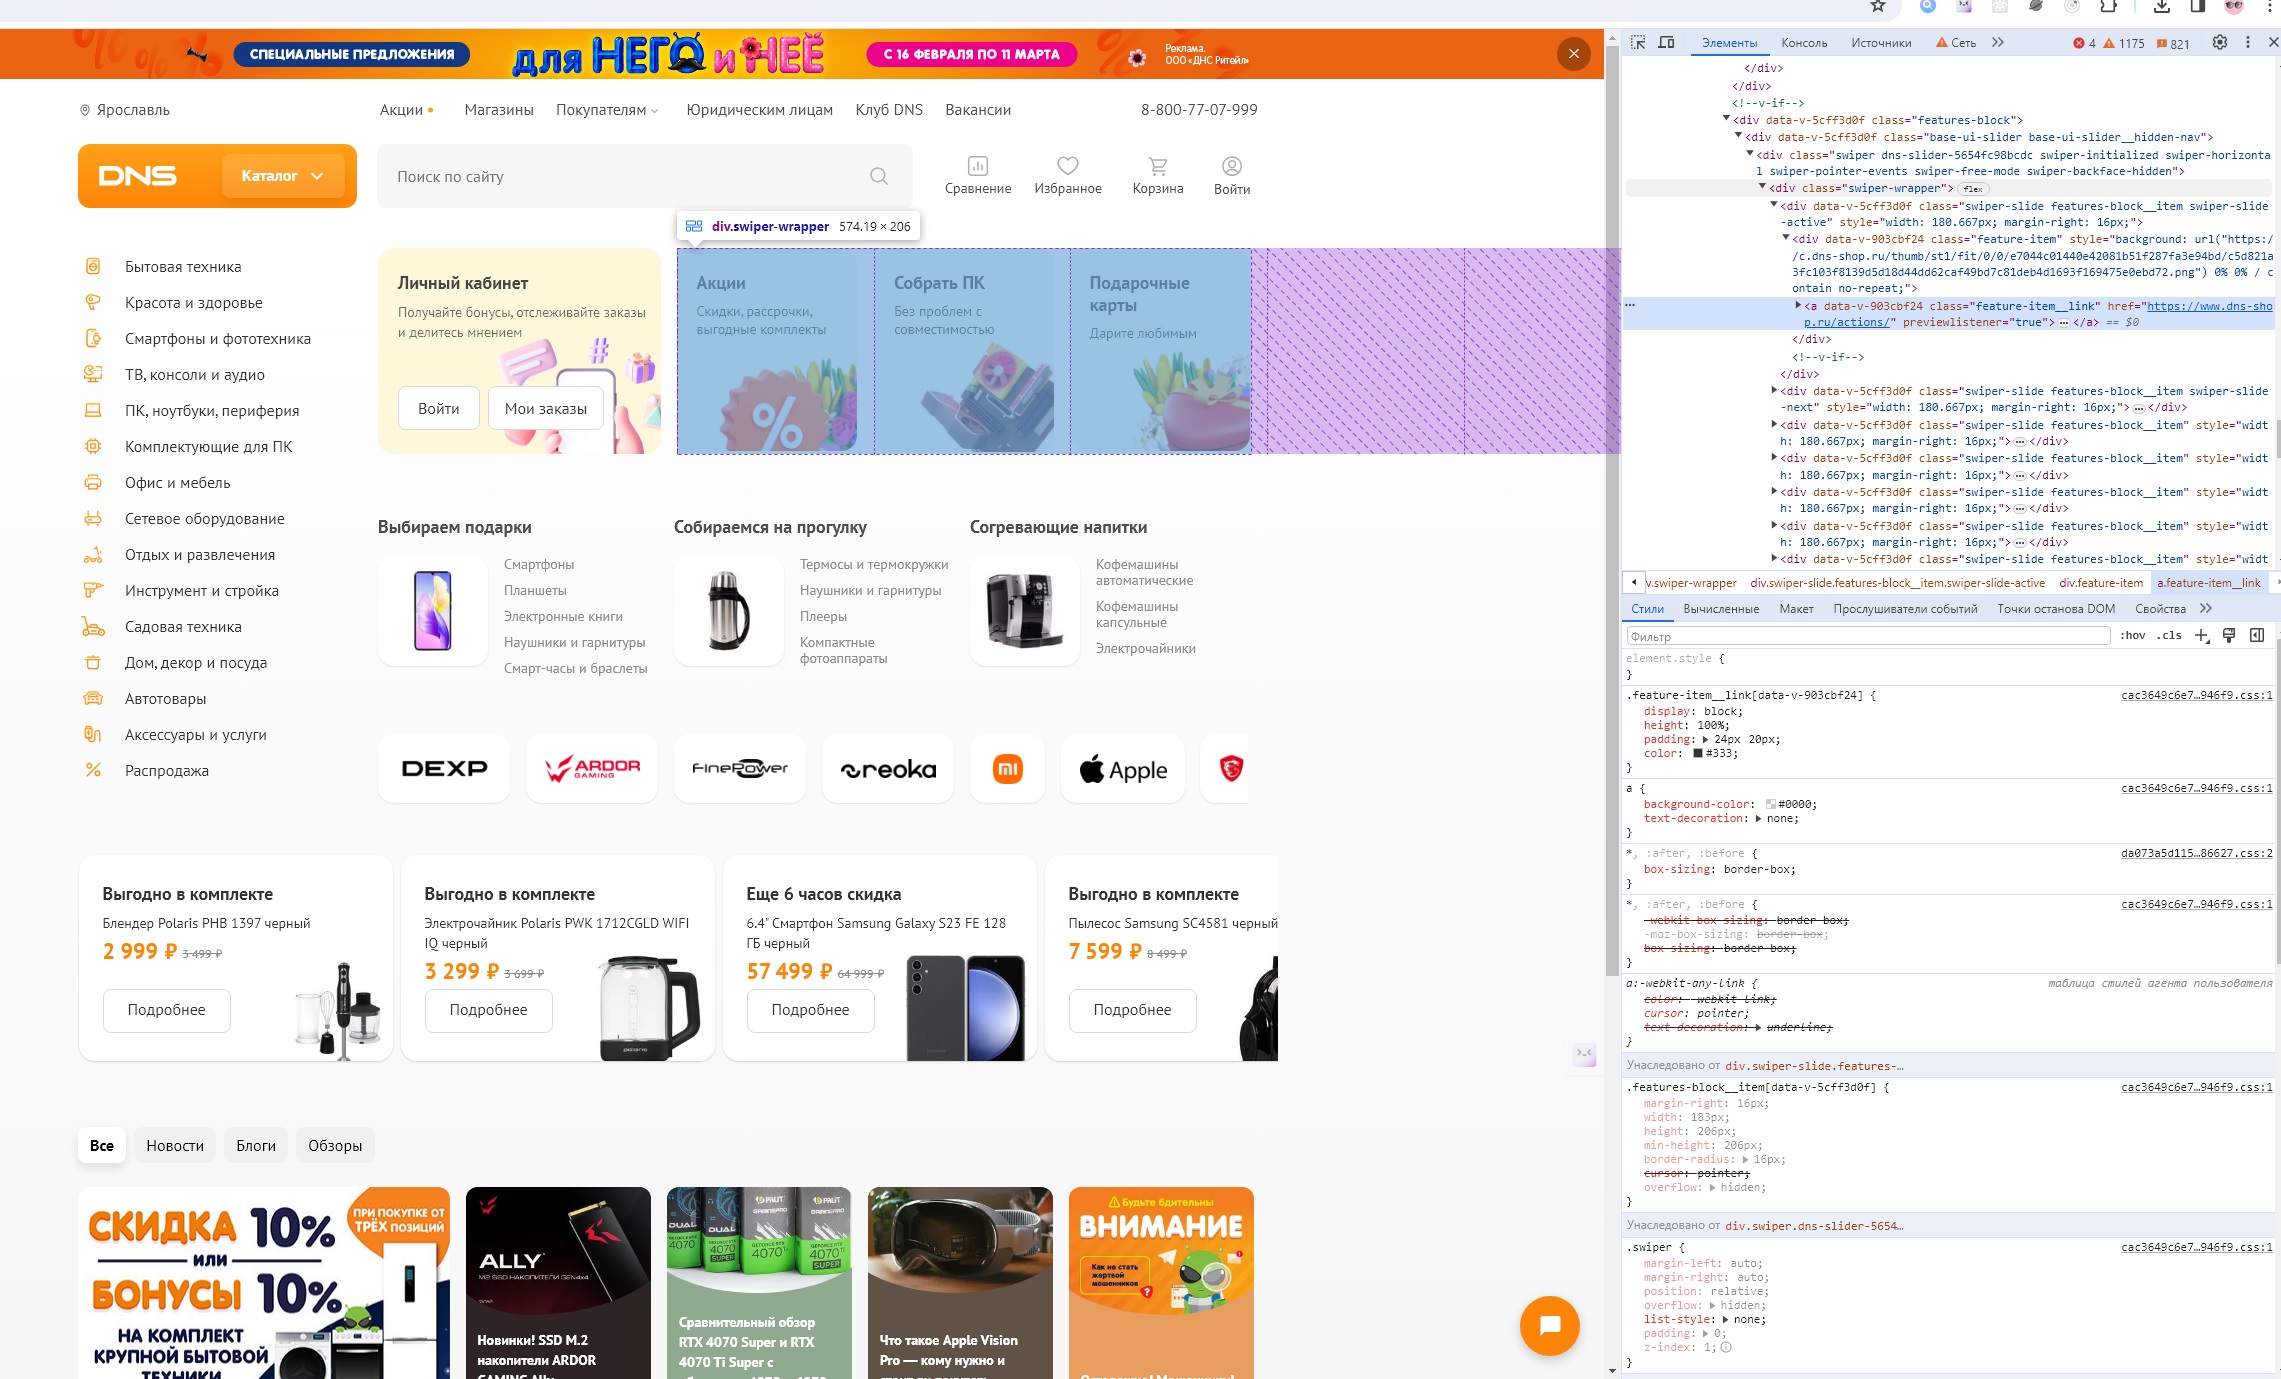 СПЕЦИАЛЬНЫЕ ПРЕДЛОЖЕНИЯ
для НЕГО и НЕЁ
С 16 ФЕВРАЛЯ ПО 11 МАРТА
Реклама.
ООО «ДНС Ритейл»
Ярославль
Акции
Магазины
Покупателям
Юридическим лицам
Клуб DNS
Вакансии
8-800-77-07-999
DNS
Каталог
Поиск по сайту
Сравнение
Избранное
Корзина
Войти
div.swiper-wrapper 574.19 × 206
Бытовая техника
Красота и здоровье
Смартфоны и фототехника
ТВ, консоли и аудио
ПК, ноутбуки, периферия
Комплектующие для ПК
Офис и мебель
Сетевое оборудование
Отдых и развлечения
Инструмент и стройка
Садовая техника
Дом, декор и посуда
Автотовары
Аксессуары и услуги
Распродажа
Личный кабинет
Получайте бонусы, отслеживайте заказы
и делитесь мнением
Войти
Мои заказы
Акции
Скидки, рассрочки,
выгодные комплекты
Собрать ПК
Без проблем с
совместимостью
Подарочные
карты
Дарите любимым
Выбираем подарки
Смартфоны
Планшеты
Электронные книги
Наушники и гарнитуры
Смарт-часы и браслеты
Собираемся на прогулку
Термосы и термокружки
Наушники и гарнитуры
Плееры
Компактные
фотоаппараты
Согревающие напитки
Кофемашины
автоматические
Кофемашины
капсульные
Электрочайники
DEXP
ARDOR
GAMING
FinePower
aReoka
mi
Apple
Выгодно в комплекте
Блендер Polaris PHB 1397 черный
2 999 ₽ 3 499 ₽
Подробнее
Выгодно в комплекте
Электрочайник Polaris PWK 1712CGLD WIFI
IQ черный
3 299 ₽ 3 699 ₽
Подробнее
Еще 6 часов скидка
6.4" Смартфон Samsung Galaxy S23 FE 128
ГБ черный
57 499 ₽ 64 999 ₽
Подробнее
Выгодно в комплекте
Пылесос Samsung SC4581 черный
7 599 ₽ 8 499 ₽
Подробнее
Все
Новости
Блоги
Обзоры
СКИДКА 10%
или
БОНУСЫ 10%
НА КОМПЛЕКТ
КРУПНОЙ БЫТОВОЙ
ТЕХНИКИ
ПРИ ПОКУПКЕ ОТ
ТРЁХ ПОЗИЦИЙ
ALLY
M2 SSD НАКОПИТЕЛИ GEN4x4
Новинки! SSD M.2
накопители ARDOR
GAMING Ally
PALIT
DUAL
4070
SUPER
4070Ti
SUPER
Сравнительный обзор
RTX 4070 Super и RTX
4070 Ti Super с
Что такое Apple Vision
Pro — кому нужно и
Будьте бдительны
ВНИМАНИЕ
Как не стать
жертвой
мошенников
Элементы
Консоль
Источники
Сеть
4
1175
821
</div>
</div>
<!--v-if-->
<div data-v-5cff3d0f class="features-block">
<div data-v-5cff3d0f class="base-ui-slider base-ui-slider__hidden-nav">
<div class="swiper dns-slider-5654fc98bcdc swiper-initialized swiper-horizonta
l swiper-pointer-events swiper-free-mode swiper-backface-hidden">
<div class="swiper-wrapper"> flex
<div data-v-5cff3d0f class="swiper-slide features-block__item swiper-slide
-active" style="width: 180.667px; margin-right: 16px;">
<div data-v-903cbf24 class="feature-item" style="background: url("https:/
/c.dns-shop.ru/thumb/st1/fit/0/0/e7044c01440e42081b51f287fa3e94bd/c5d821a
3fc103f8139d5d18d44dd62caf49bd7c81deb4d1693f169475e0ebd72.png") 0% 0% / c
ontain no-repeat;">
<a data-v-903cbf24 class="feature-item__link" href="https://www.dns-sho
p.ru/actions/" previewlistener="true"> … </a> == $0
</div>
<!--v-if-->
</div>
<div data-v-5cff3d0f class="swiper-slide features-block__item swiper-slide
-next" style="width: 180.667px; margin-right: 16px;"> … </div>
<div data-v-5cff3d0f class="swiper-slide features-block__item" style="widt
h: 180.667px; margin-right: 16px;"> … </div>
<div data-v-5cff3d0f class="swiper-slide features-block__item" style="widt
h: 180.667px; margin-right: 16px;"> … </div>
<div data-v-5cff3d0f class="swiper-slide features-block__item" style="widt
h: 180.667px; margin-right: 16px;"> … </div>
<div data-v-5cff3d0f class="swiper-slide features-block__item" style="widt
h: 180.667px; margin-right: 16px;"> … </div>
<div data-v-5cff3d0f class="swiper-slide features-block__item" style="widt
v.swiper-wrapper div.swiper-slide.features-block__item.swiper-slide-active div.feature-item a.feature-item__link
Стили
Вычисленные
Макет
Прослушиватели событий
Точки останова DOM
Свойства
Фильтр
:hov .cls
element.style {
}
.feature-item__link[data-v-903cbf24] { cac3649c6e7…946f9.css:1
display: block;
height: 100%;
padding: 24px 20px;
color: #333;
}
a { cac3649c6e7…946f9.css:1
background-color: #0000;
text-decoration: none;
}
*, :after, :before { da073a5d115…86627.css:2
box-sizing: border-box;
}
*, :after, :before { cac3649c6e7…946f9.css:1
-webkit-box-sizing: border-box;
-moz-box-sizing: border-box;
box-sizing: border-box;
}
a:-webkit-any-link { таблица стилей агента пользователя
color: -webkit-link;
cursor: pointer;
text-decoration: underline;
}
Унаследовано от div.swiper-slide.features-…
.features-block__item[data-v-5cff3d0f] { cac3649c6e7…946f9.css:1
margin-right: 16px;
width: 183px;
height: 206px;
min-height: 206px;
border-radius: 16px;
cursor: pointer;
overflow: hidden;
}
Унаследовано от div.swiper.dns-slider-5654…
.swiper { cac3649c6e7…946f9.css:1
margin-left: auto;
margin-right: auto;
position: relative;
overflow: hidden;
list-style: none;
padding: 0;
z-index: 1;
}